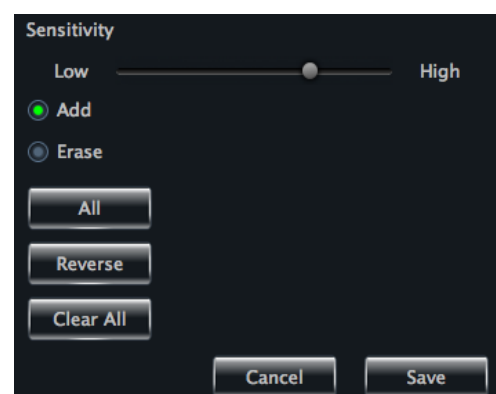 Sensitivity
Low High
Add
Erase
All
Reverse
Clear All
Cancel Save